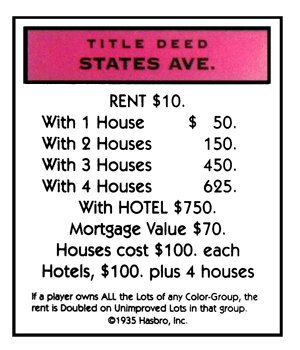 TITLE DEED
STATES AVE.
RENT $10.
With 1 House $ 50.
With 2 Houses 150.
With 3 Houses 450.
With 4 Houses 625.
With HOTEL $750.
Mortgage Value $70.
Houses cost $100. each
Hotels, $100. plus 4 houses
If a player owns ALL the Lots of any Color-Group, the
rent is Doubled on Unimproved Lots in that group.
©1935 Hasbro, Inc.